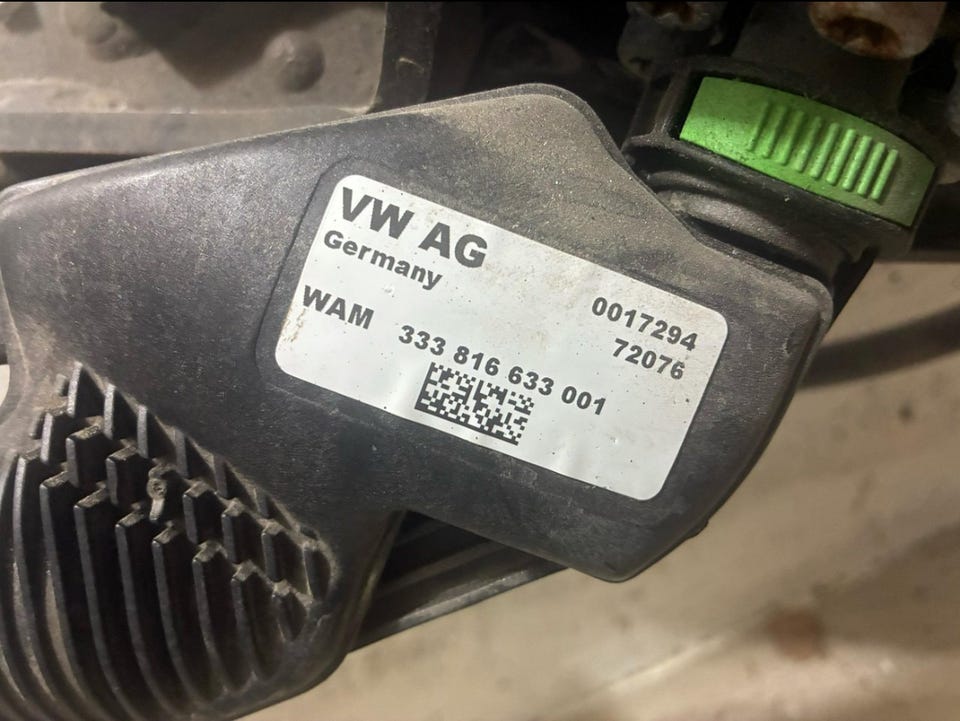 VW AG
Germany
0017294
72076
WAM 333 816 633 001